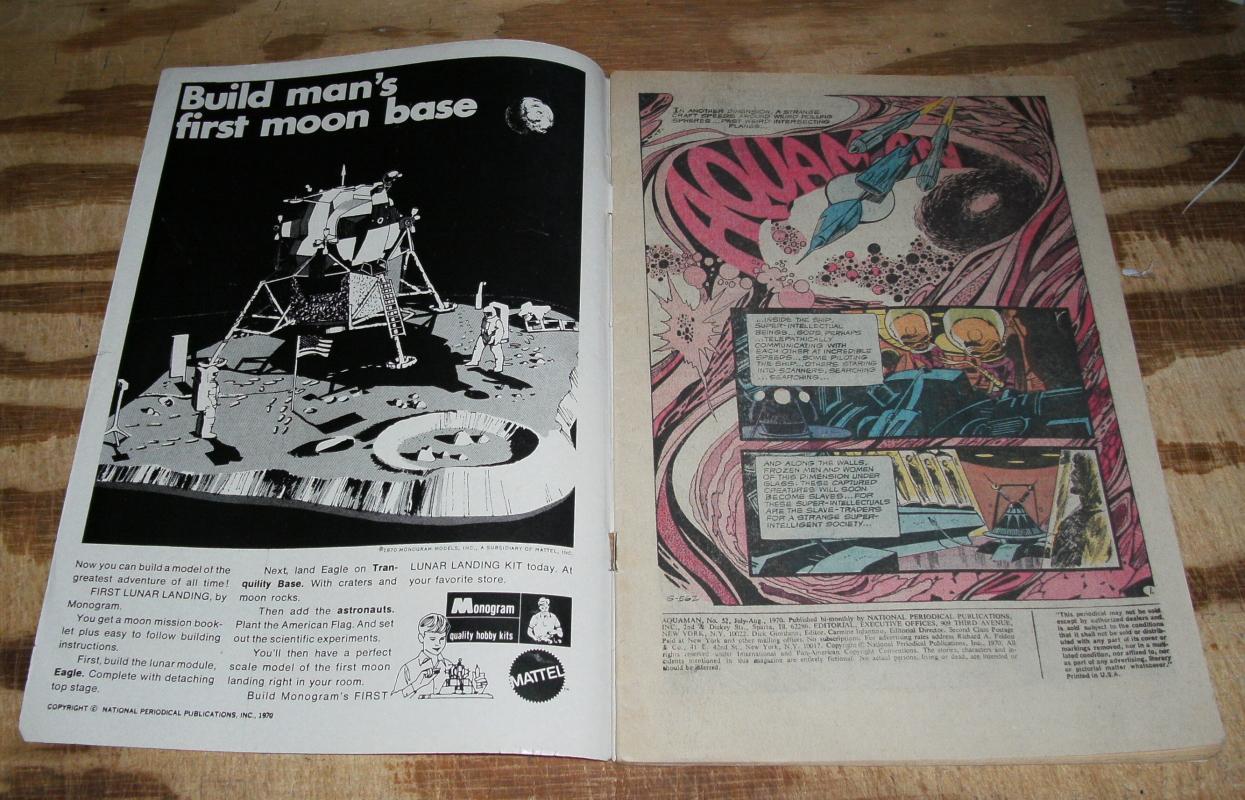 Build man's
first moon base
©1970 MONOGRAM MODELS, INC., A SUBSIDIARY OF MATTEL, INC.
Now you can build a model of the
greatest adventure of all time!
FIRST LUNAR LANDING, by
Monogram.
You get a moon mission book-
let plus easy to follow building
instructions.
First, build the lunar module,
Eagle. Complete with detaching
top stage.
Next, land Eagle on Tran-
quility Base. With craters and
moon rocks.
Then add the astronauts.
Plant the American Flag. And set
out the scientific experiments.
You'll then have a perfect
scale model of the first moon
landing right in your room.
Build Monogram's FIRST
LUNAR LANDING KIT today. At
your favorite store.
Monogram
quality hobby kits
MATTEL
COPYRIGHT © NATIONAL PERIODICAL PUBLICATIONS, INC., 1970
IN ANOTHER DIMENSION, A STRANGE
CRAFT SPEEDS AROUND WEIRD ROLLING
SPHERES...PAST WEIRD INTERSECTING
PLANES...
AQUAMAN
...INSIDE THE SHIP,
SUPER-INTELLECTUAL
BEINGS...GODS, PERHAPS
...TELEPATHICALLY
COMMUNICATING WITH
EACH OTHER AT INCREDIBLE
SPEEDS...SOME PILOTING
THE SHIP...OTHERS STARING
INTO SCANNERS, SEARCHING
...SEARCHING...
AND ALONG THE WALLS,
FROZEN MEN AND WOMEN
OF THIS DIMENSION UNDER
GLASS. THESE CAPTURED
CREATURES WILL SOON
BECOME SLAVES...FOR
THESE SUPER-INTELLECTUALS
ARE THE SLAVE-TRADERS
FOR A STRANGE SUPER-
INTELLIGENT SOCIETY...
S-562
1
AQUAMAN, No. 52, July-Aug., 1970. Published bi-monthly by NATIONAL PERIODICAL PUBLICATIONS,
INC., 2nd & Dickey Sts., Sparta, Ill. 62286. EDITORIAL, EXECUTIVE OFFICES, 909 THIRD AVENUE,
NEW YORK, N.Y. 10022. Dick Giordano, Editor. Carmine Infantino, Editorial Director. Second Class Postage
Paid at New York and other mailing offices. No subscriptions. For advertising rates address Richard A. Feldon
& Co., 41 E. 42nd St., New York, N.Y. 10017. Copyright © National Periodical Publications, Inc. 1970. All
rights reserved under International and Pan-American Copyright Conventions. The stories, characters and in-
cidents mentioned in this magazine are entirely fictional. No actual persons, living or dead, are intended or
should be inferred.
"This periodical may not be sold
except by authorized dealers and
is sold subject to the conditions
that it shall not be sold or distrib-
uted with any part of its cover or
markings removed, nor in a muti-
lated condition, nor affixed to, nor
as part of any advertising, literary
or pictorial matter whatsoever."
Printed in U.S.A.